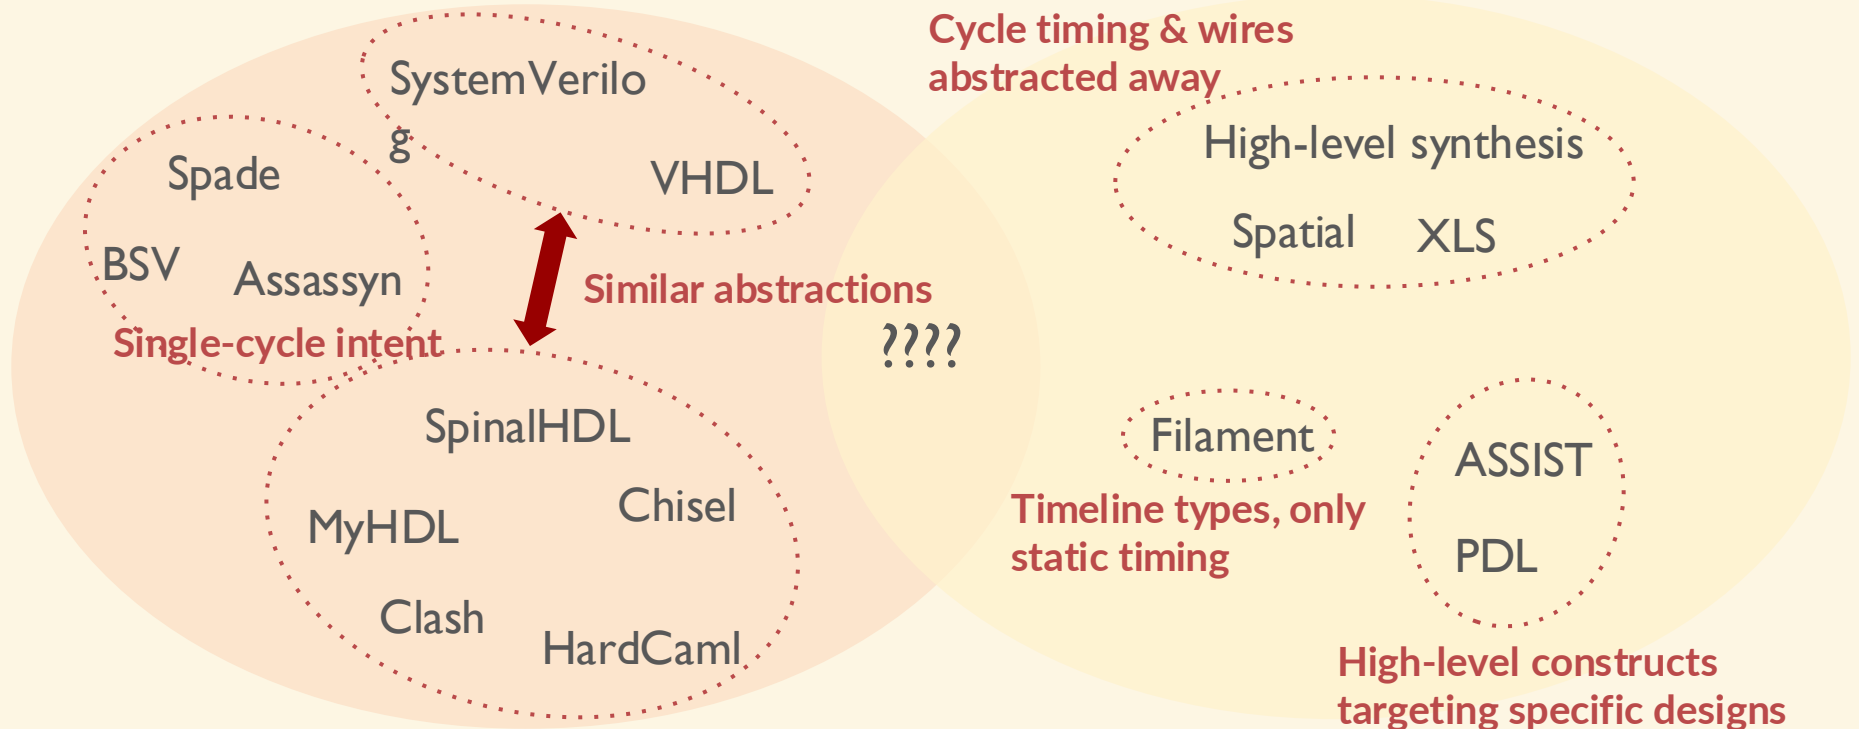 Cycle timing & wires
abstracted away
SystemVerilo
g
VHDL
Spade
BSV
Assassyn
Single-cycle intent
Similar abstractions
????
High-level synthesis
Spatial
XLS
SpinalHDL
Chisel
MyHDL
Clash
HardCaml
Filament
Timeline types, only
static timing
ASSIST
PDL
High-level constructs
targeting specific designs